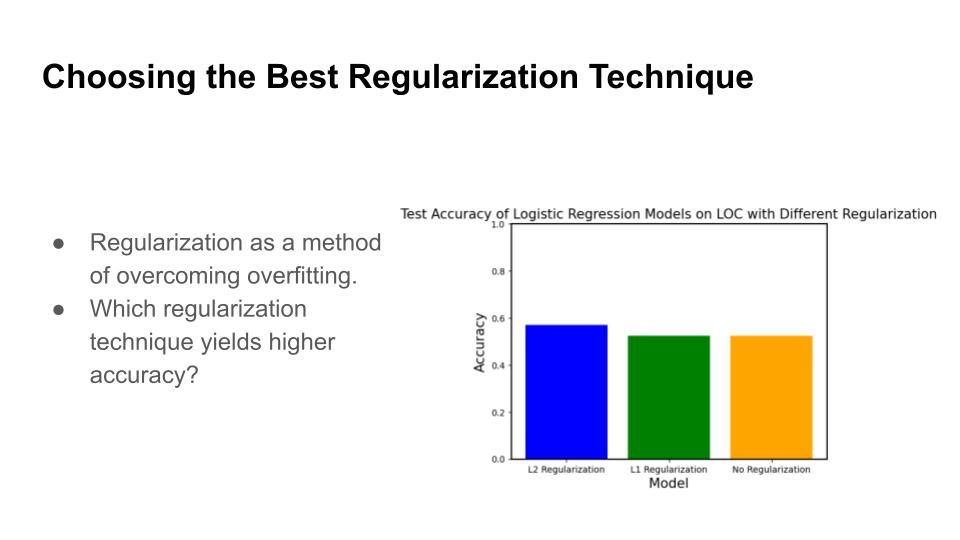 Choosing the Best Regularization Technique
● Regularization as a method
of overcoming overfitting.
● Which regularization
technique yields higher
accuracy?
Test Accuracy of Logistic Regression Models on LOC with Different Regularization
1.0
0.8
0.6
0.4
0.2
0.0
Accuracy
L2 Regularization L1 Regularization No Regularization
Model